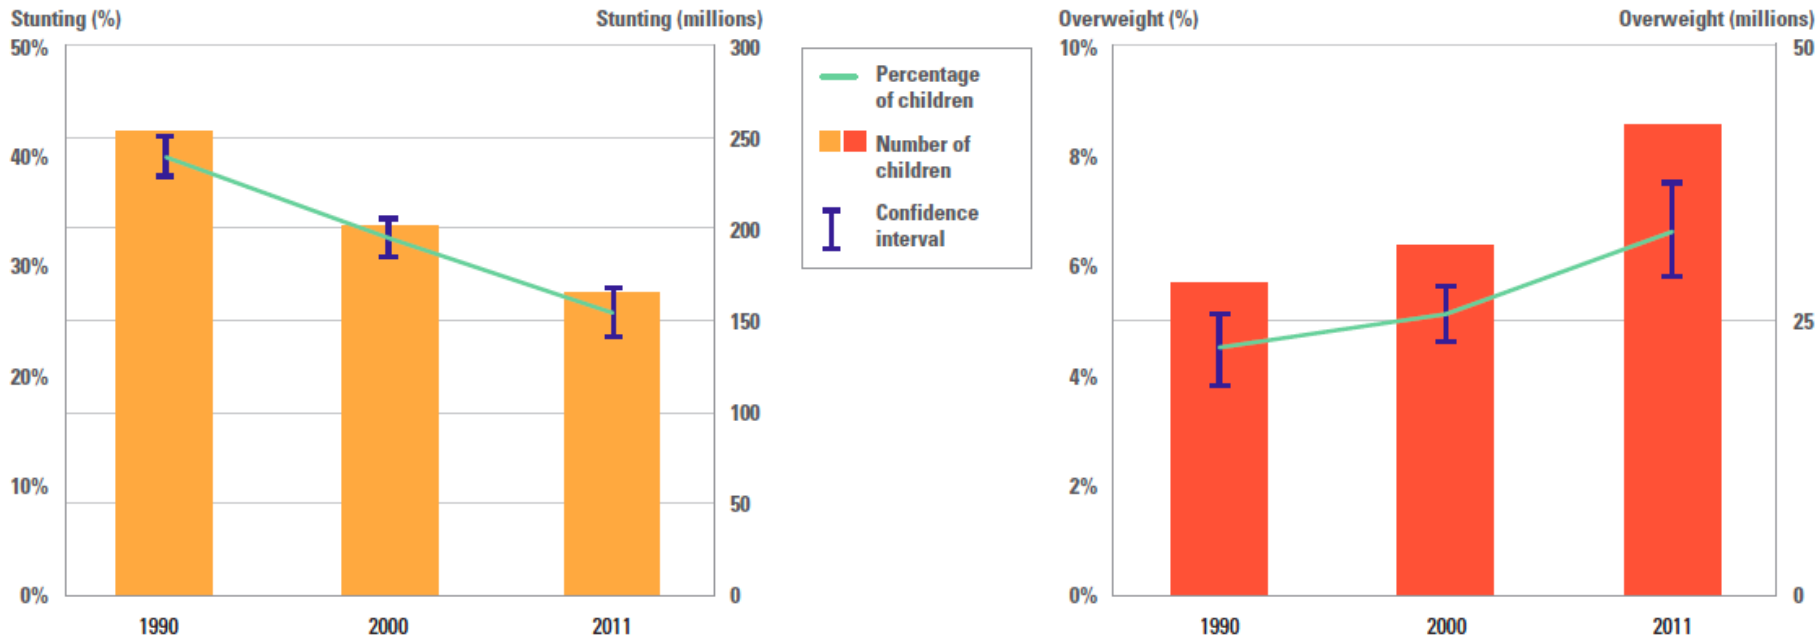 Stunting (%)
Stunting (millions)
50%
40%
30%
20%
10%
0%
300
250
200
150
100
50
0
1990
2000
2011
Percentage
of children
Number of
children
Confidence
interval
Overweight (%)
Overweight (millions)
10%
8%
6%
4%
2%
0%
50
25
0
1990
2000
2011